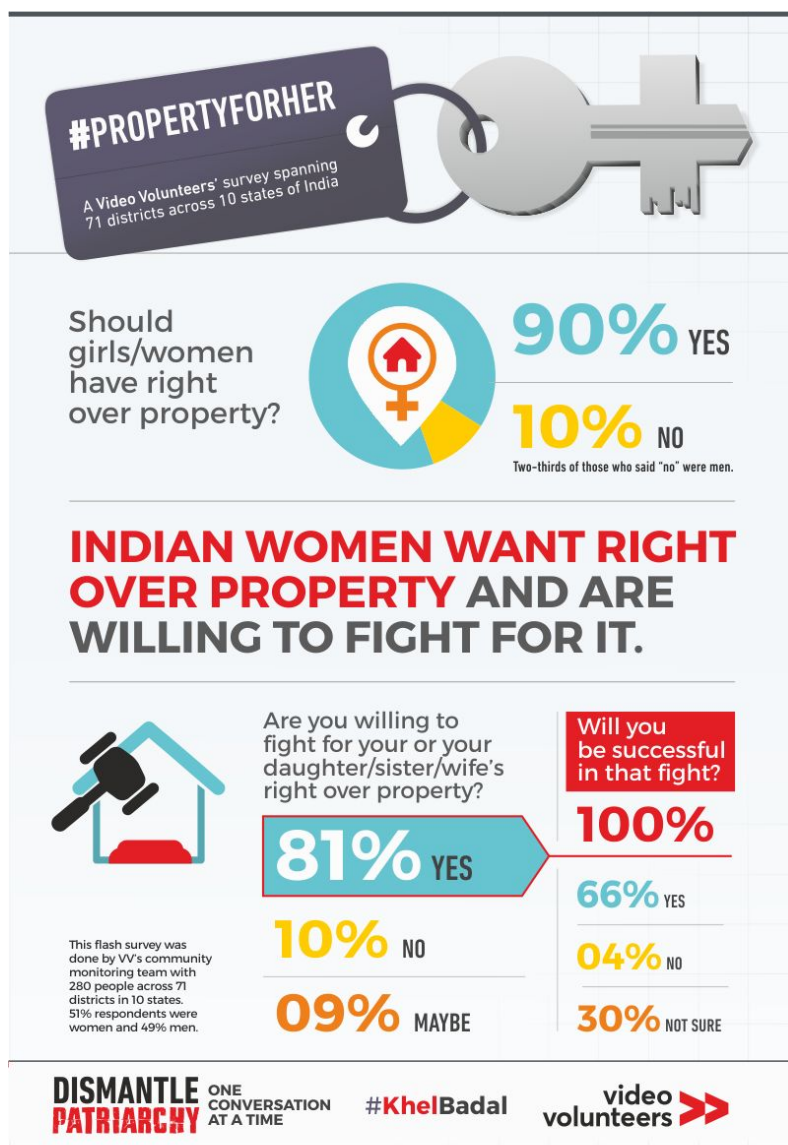 #PROPERTYFORHER
A Video Volunteers' survey spanning
71 districts across 10 states of India
Should
girls/women
have right
over property?
90% YES
10% NO
Two-thirds of those who said "no" were men.
INDIAN WOMEN WANT RIGHT
OVER PROPERTY AND ARE
WILLING TO FIGHT FOR IT.
Are you willing to
fight for your or your
daughter/sister/wife's
right over property?
81% YES
10% NO
09% MAYBE
Will you
be successful
in that fight?
100%
66% YES
04% NO
30% NOT SURE
This flash survey was
done by VV's community
monitoring team with
280 people across 71
districts in 10 states.
51% respondents were
women and 49% men.
DISMANTLE
PATRIARCHY
ONE
CONVERSATION
AT A TIME
#KhelBadal
video
volunteers